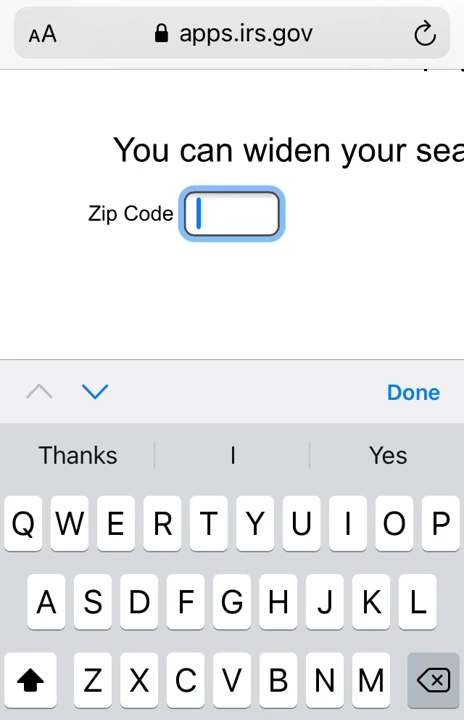 AA apps.irs.gov
You can widen your sea
Zip Code
Done
Thanks I Yes
Q W E R T Y U I O P
A S D F G H J K L
Z X C V B N M